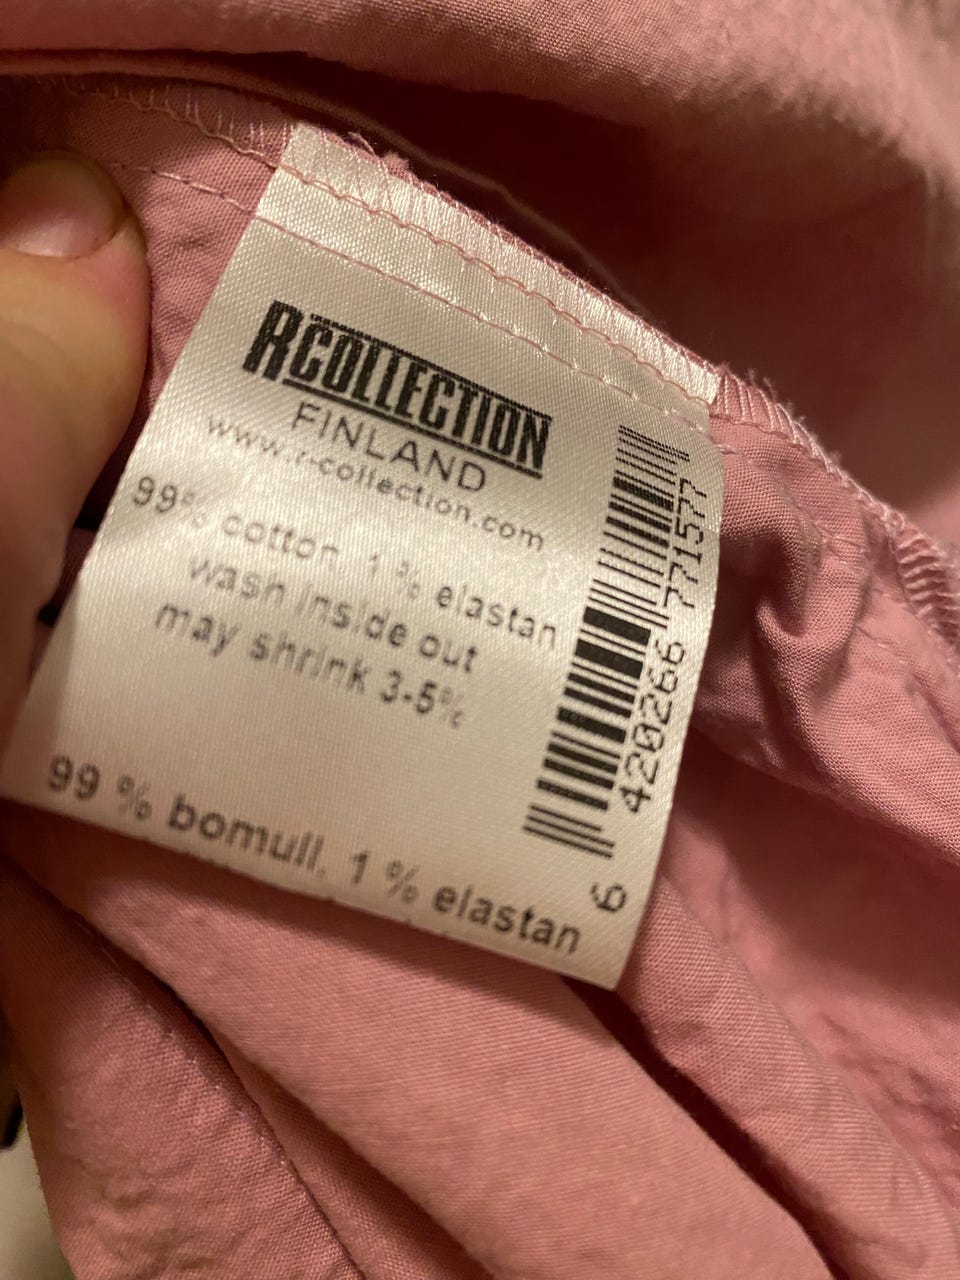 RCOLLECTION
FINLAND
www.r-collection.com
99% cotton, 1 % elastan
wash inside out
may shrink 3-5%
99 % bomull, 1 % elastan
6 420266 771577